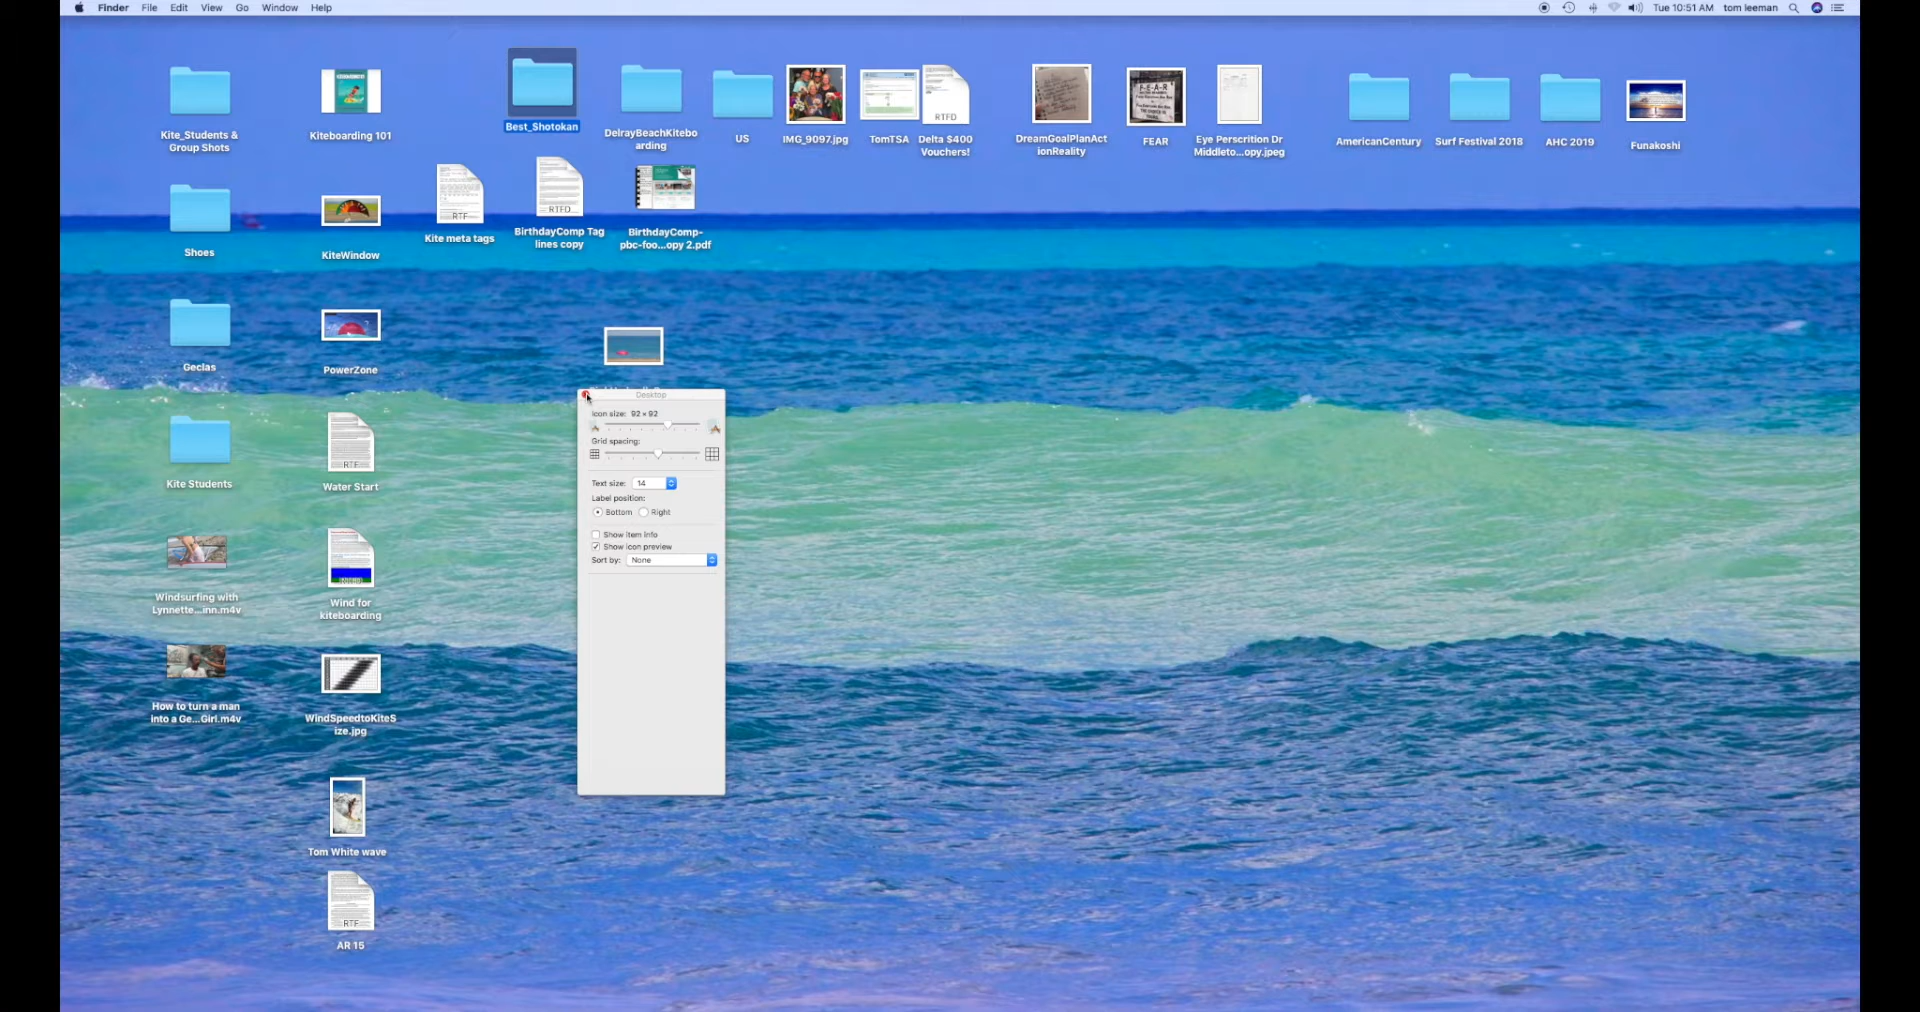 Finder File Edit View Go Window Help
Tue 10:51 AM tom leeman
Kite_Students &
Group Shots
Kiteboarding 101
Best_Shotokan
DelrayBeachKitebo
arding
US
IMG_9097.jpg
TomTSA
RTFD
Delta $400
Vouchers!
DreamGoalPlanAct
ionReality
F-E-A-R
FEAR
Eye Perscrition Dr
Middleto...opy.jpeg
AmericanCentury
Surf Festival 2018
AHC 2019
Funakoshi
Shoes
KiteWindow
RTF
Kite meta tags
RTFD
BirthdayComp Tag
lines copy
BirthdayComp-
pbc-foo...opy 2.pdf
Geclas
PowerZone
Kite Students
RTF
Water Start
Desktop
Icon size: 92 × 92
Grid spacing:
Text size: 14
Label position:
Bottom Right
Show item info
Show icon preview
Sort by: None
Windsurfing with
Lynnette...inn.m4v
Wind for
kiteboarding
How to turn a man
into a Ge...Girl.m4v
WindSpeedtoKiteS
ize.jpg
Tom White wave
RTF
AR 15